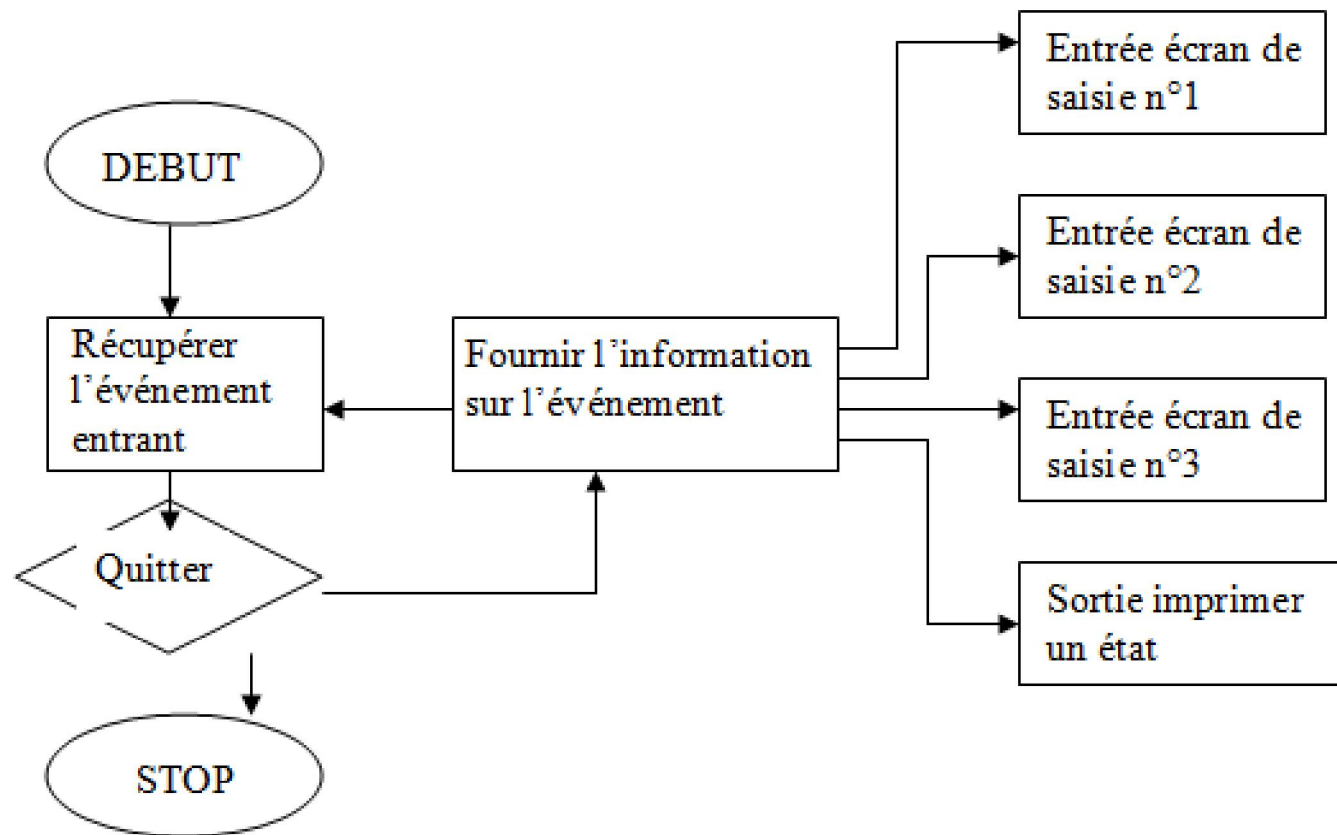 DEBUT
Récupérer
l'événement
entrant
Quitter
STOP
Fournir l'information
sur l'événement
Entrée écran de
saisie n°1
Entrée écran de
saisie n°2
Entrée écran de
saisie n°3
Sortie imprimer
un état